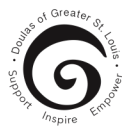 • Doulas of Greater St. Louis •
Support Inspire Empower